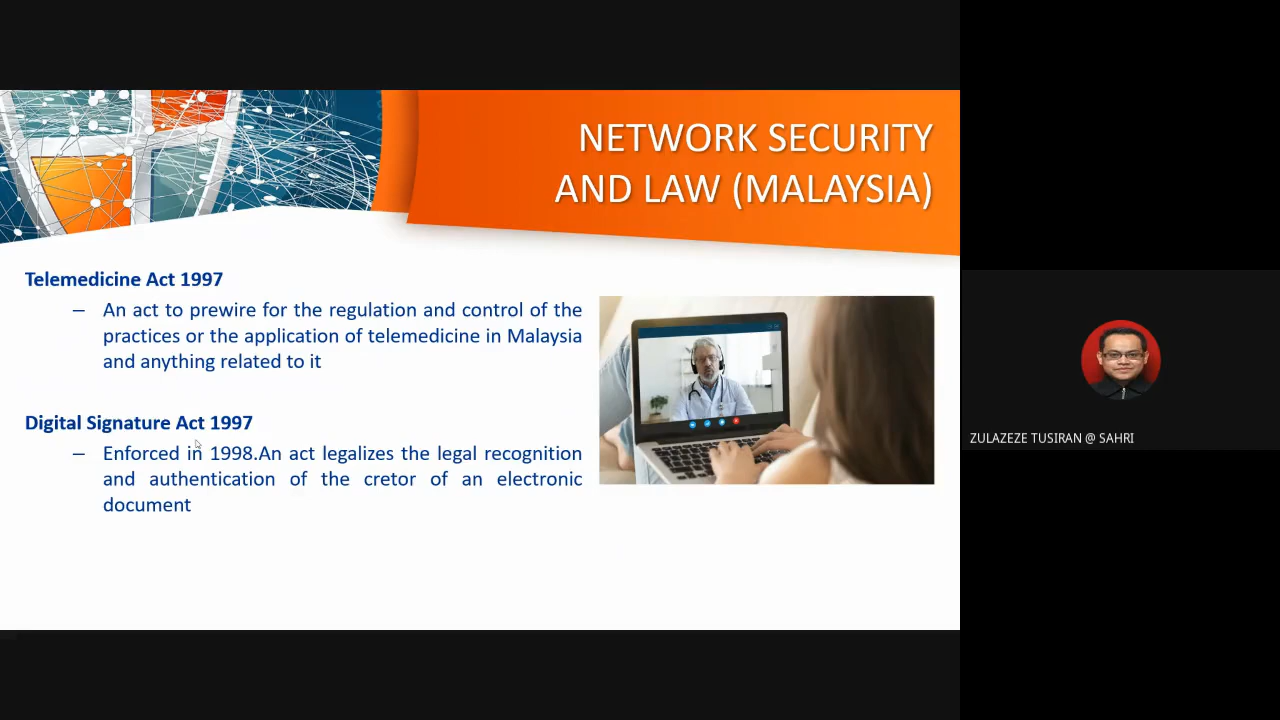 NETWORK SECURITY
AND LAW (MALAYSIA)
Telemedicine Act 1997
– An act to prewire for the regulation and control of the
practices or the application of telemedicine in Malaysia
and anything related to it
Digital Signature Act 1997
– Enforced in 1998.An act legalizes the legal recognition
and authentication of the cretor of an electronic
document
ZULAZEZE TUSIRAN @ SAHRI